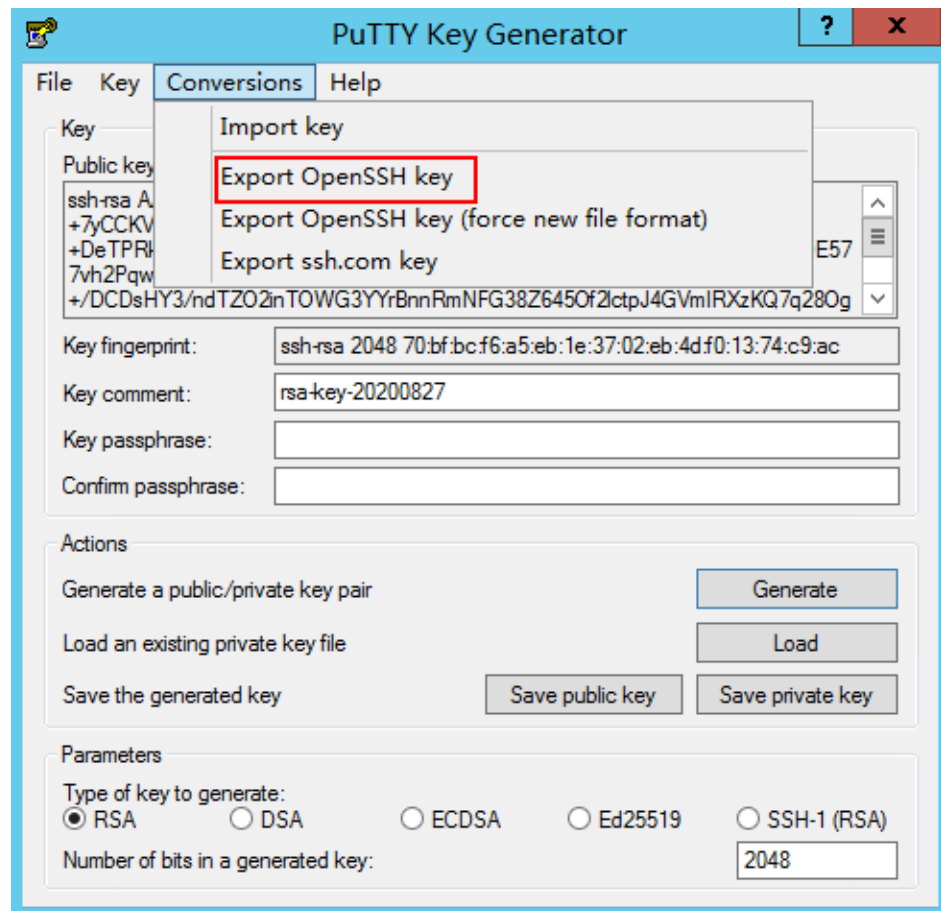 PuTTY Key Generator
?
X
File Key Conversions Help
Import key
Export OpenSSH key
Export OpenSSH key (force new file format)
Export ssh.com key
Key
Public key
ssh-rsa A
+7yCCKV
+DeTPRk
E57
7vh2Pqw
+/DCDsHY3/ndTZO2inTOWG3YYrBnnRmNFG38Z645Of2lctpJ4GVmIRXzKQ7q28Og
Key fingerprint: ssh-rsa 2048 70:bf:bc:f6:a5:eb:1e:37:02:eb:4d:f0:13:74:c9:ac
Key comment: rsa-key-20200827
Key passphrase:
Confirm passphrase:
Actions
Generate a public/private key pair Generate
Load an existing private key file Load
Save the generated key Save public key Save private key
Parameters
Type of key to generate:
RSA DSA ECDSA Ed25519 SSH-1 (RSA)
Number of bits in a generated key: 2048